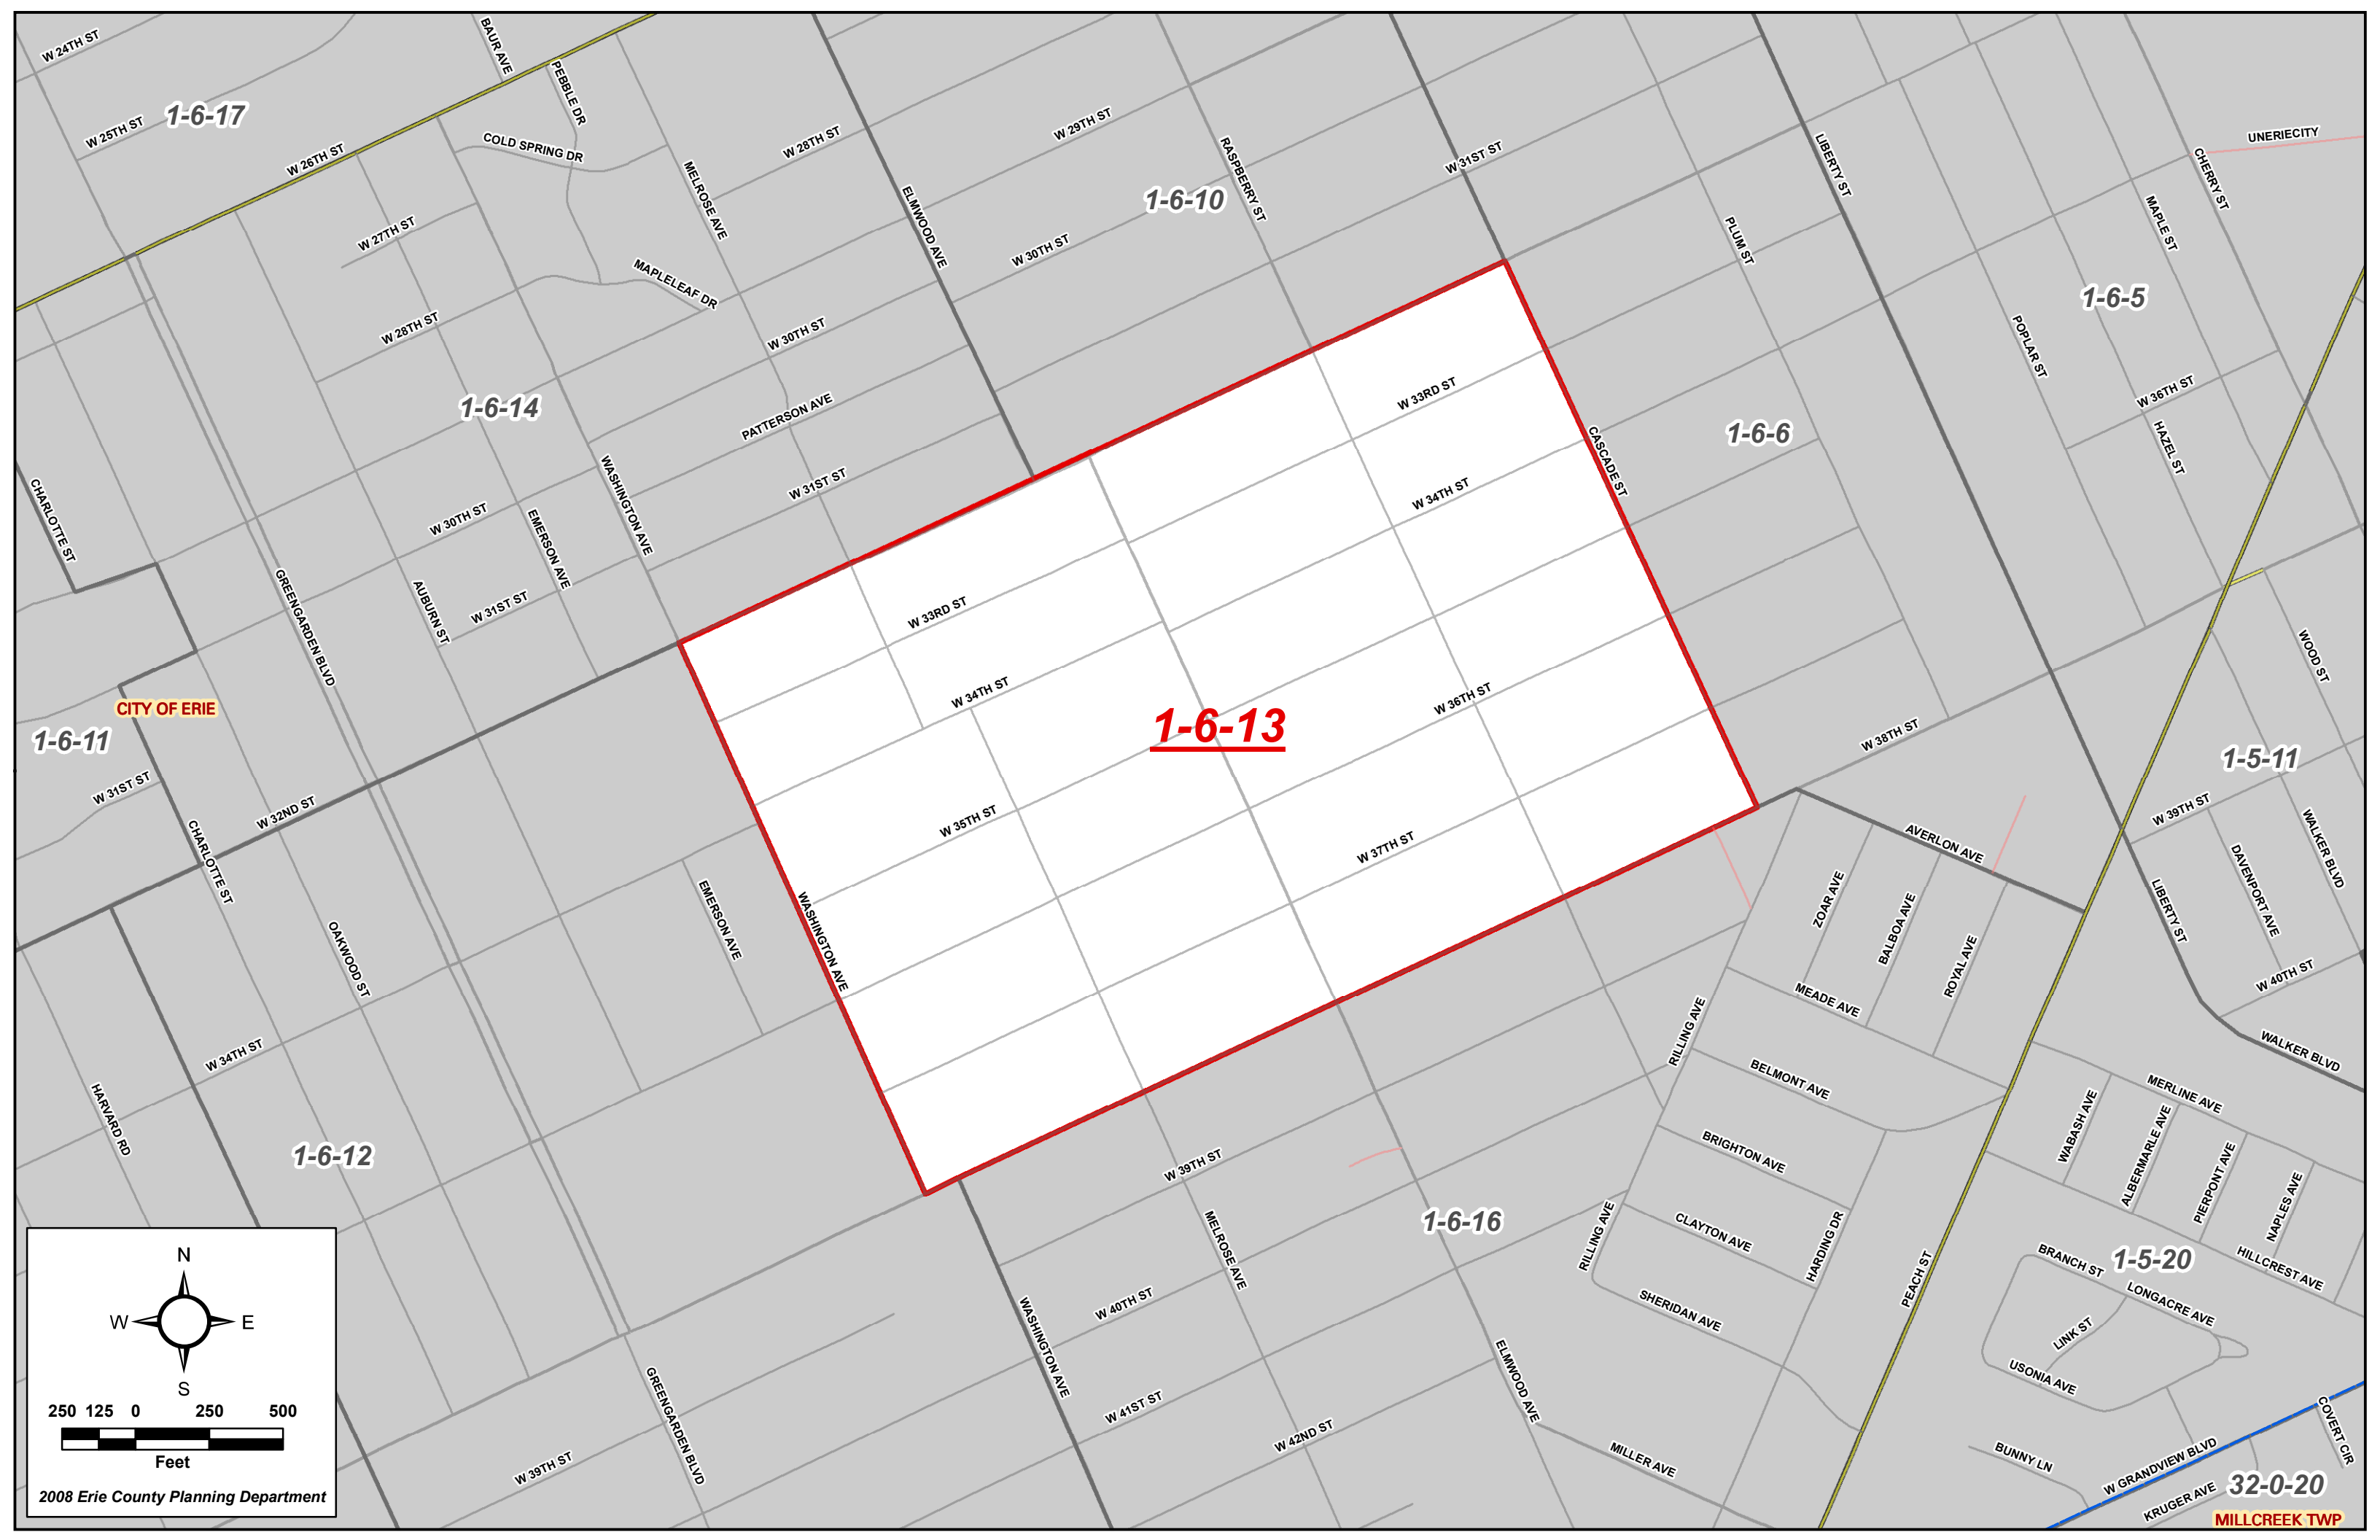 W 24TH ST
BAUR AVE
PEBBLE DR
1-6-17
W 25TH ST
W 26TH ST
COLD SPRING DR
W 28TH ST
W 29TH ST
RASPBERRY ST
W 31ST ST
LIBERTY ST
UNERIECITY
CHERRY ST
MELROSE AVE
ELMWOOD AVE
1-6-10
MAPLE ST
W 27TH ST
W 30TH ST
PLUM ST
MAPLELEAF DR
1-6-5
W 28TH ST
W 30TH ST
POPLAR ST
1-6-14
PATTERSON AVE
W 33RD ST
W 36TH ST
1-6-6
HAZEL ST
CASCADE ST
CHARLOTTE ST
WASHINGTON AVE
W 31ST ST
W 34TH ST
W 30TH ST
EMERSON AVE
GREENGARDEN BLVD
AUBURN ST
W 31ST ST
W 33RD ST
WOOD ST
CITY OF ERIE
W 34TH ST
W 36TH ST
1-6-13
1-6-11
W 38TH ST
1-5-11
W 31ST ST
W 32ND ST
CHARLOTTE ST
W 35TH ST
W 37TH ST
AVERLON AVE
W 39TH ST
WALKER BLVD
DAVENPORT AVE
EMERSON AVE
WASHINGTON AVE
ZOAR AVE
BALBOA AVE
ROYAL AVE
LIBERTY ST
OAKWOOD ST
W 40TH ST
MEADE AVE
RILLING AVE
WALKER BLVD
W 34TH ST
HARVARD RD
BELMONT AVE
MERLINE AVE
WABASH AVE
ALBERMARLE AVE
PIERPONT AVE
NAPLES AVE
1-6-12
BRIGHTON AVE
W 39TH ST
MELROSE AVE
1-6-16
RILLING AVE
CLAYTON AVE
HARDING DR
PEACH ST
BRANCH ST
1-5-20
HILLCREST AVE
LONGACRE AVE
SHERIDAN AVE
LINK ST
USONIA AVE
W 40TH ST
WASHINGTON AVE
ELMWOOD AVE
GREENGARDEN BLVD
W 41ST ST
W 42ND ST
W 39TH ST
MILLER AVE
BUNNY LN
COVERT CIR
W GRANDVIEW BLVD
32-0-20
KRUGER AVE
MILLCREEK TWP
N
W E
S
250 125 0 250 500
Feet
2008 Erie County Planning Department